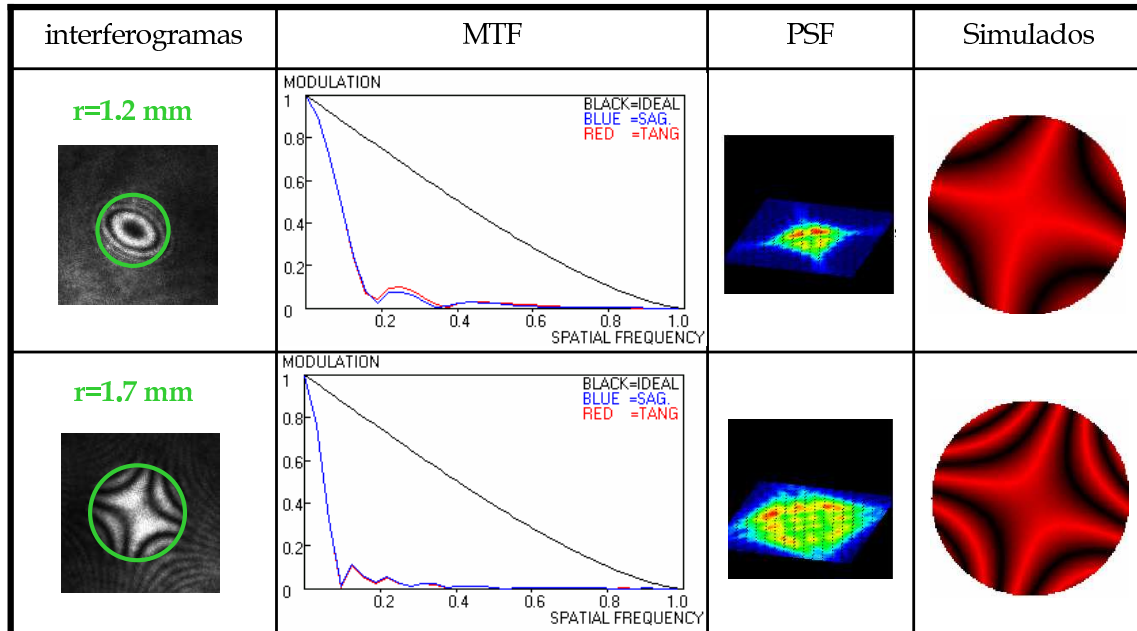 interferogramas
MTF
PSF
Simulados
r=1.2 mm
MODULATION
BLACK=IDEAL
BLUE =SAG.
RED =TANG
1
0.8
0.6
0.4
0.2
0
0.2
0.4
0.6
0.8
1.0
SPATIAL FREQUENCY
r=1.7 mm
MODULATION
BLACK=IDEAL
BLUE =SAG.
RED =TANG
1
0.8
0.6
0.4
0.2
0
0.2
0.4
0.6
0.8
1.0
SPATIAL FREQUENCY